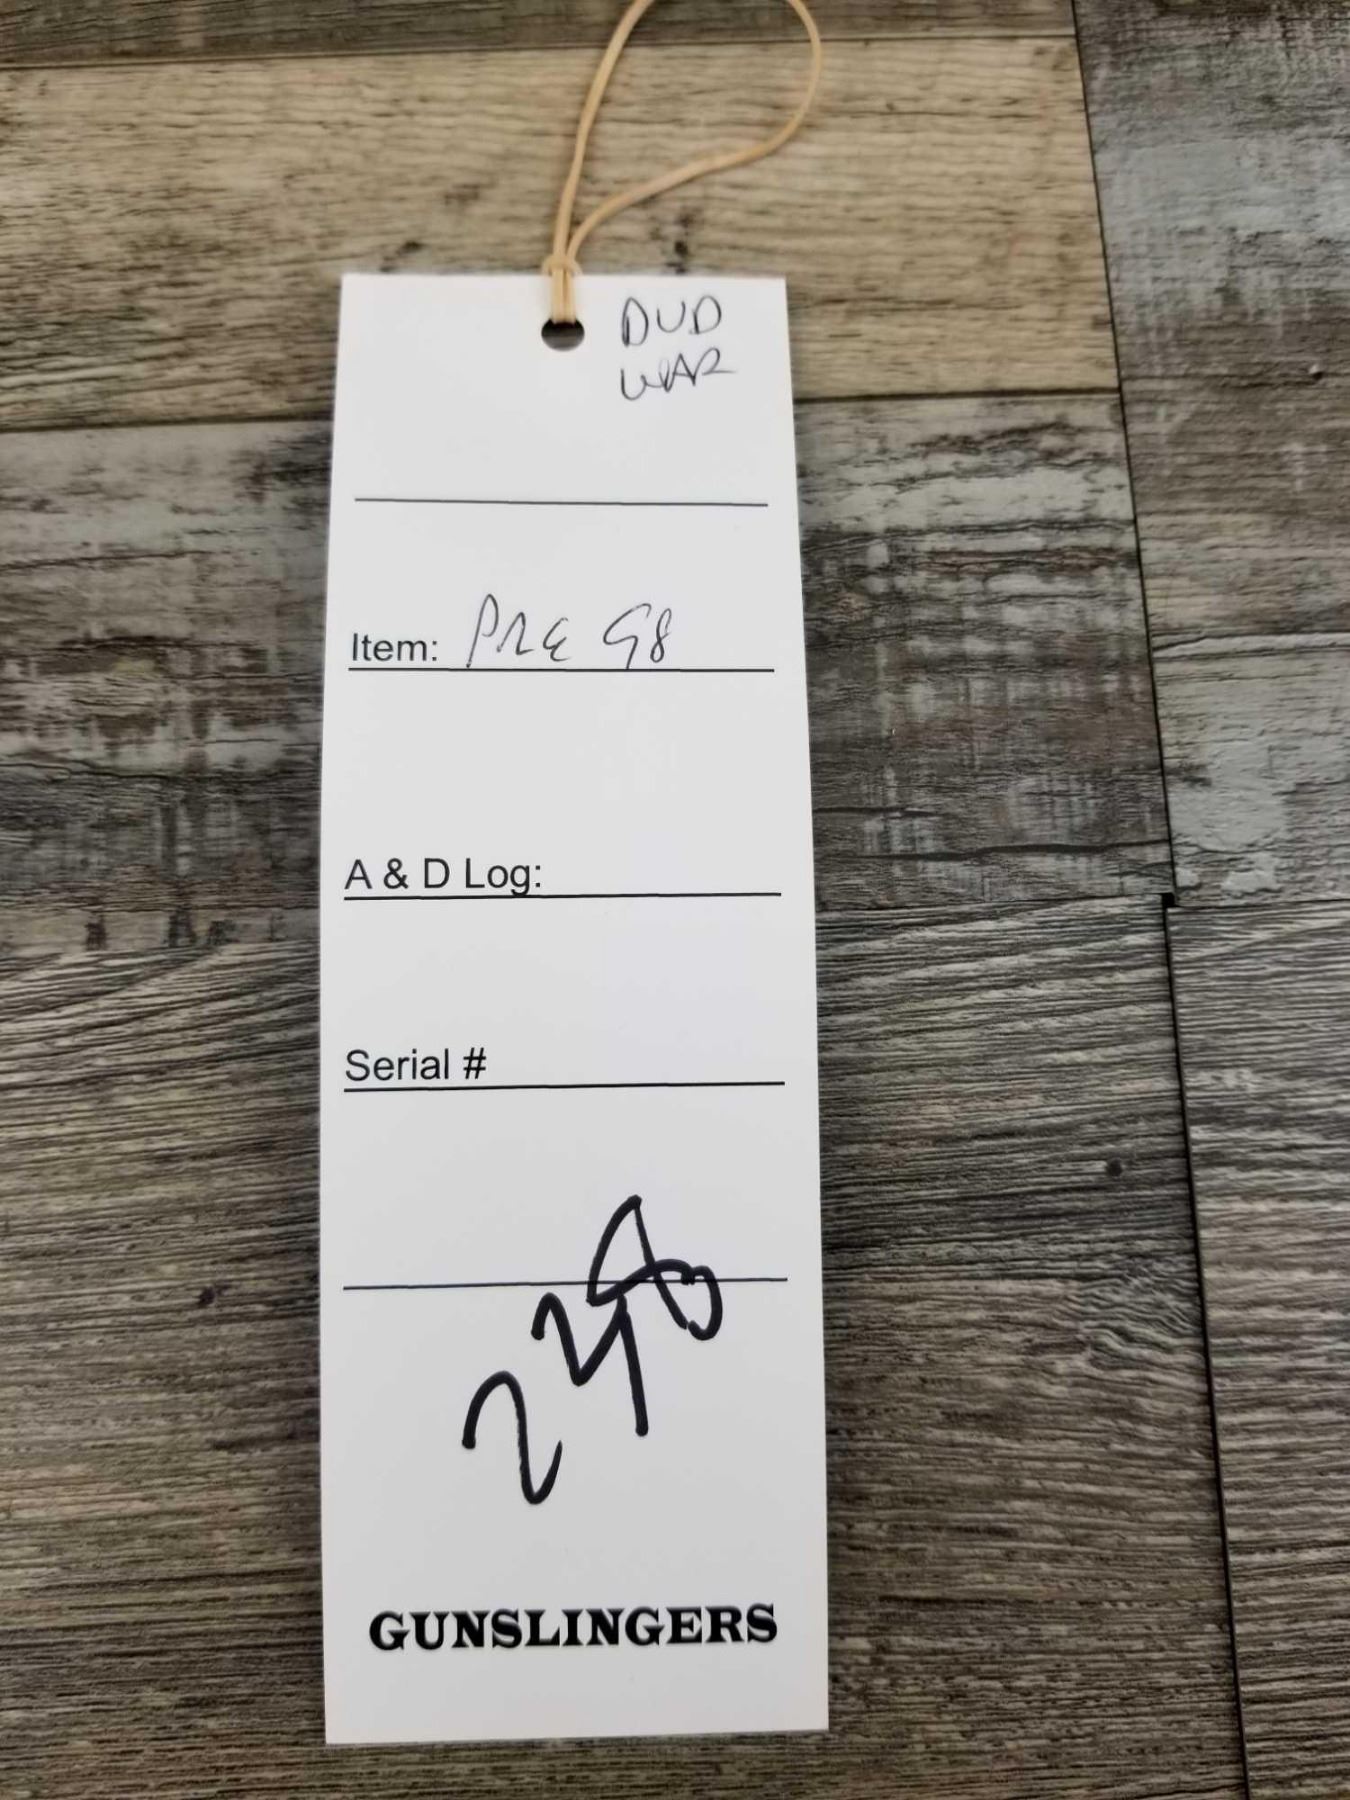 DUD
WAR
Item: PRE 98
A & D Log:
Serial #
GUNSLINGERS